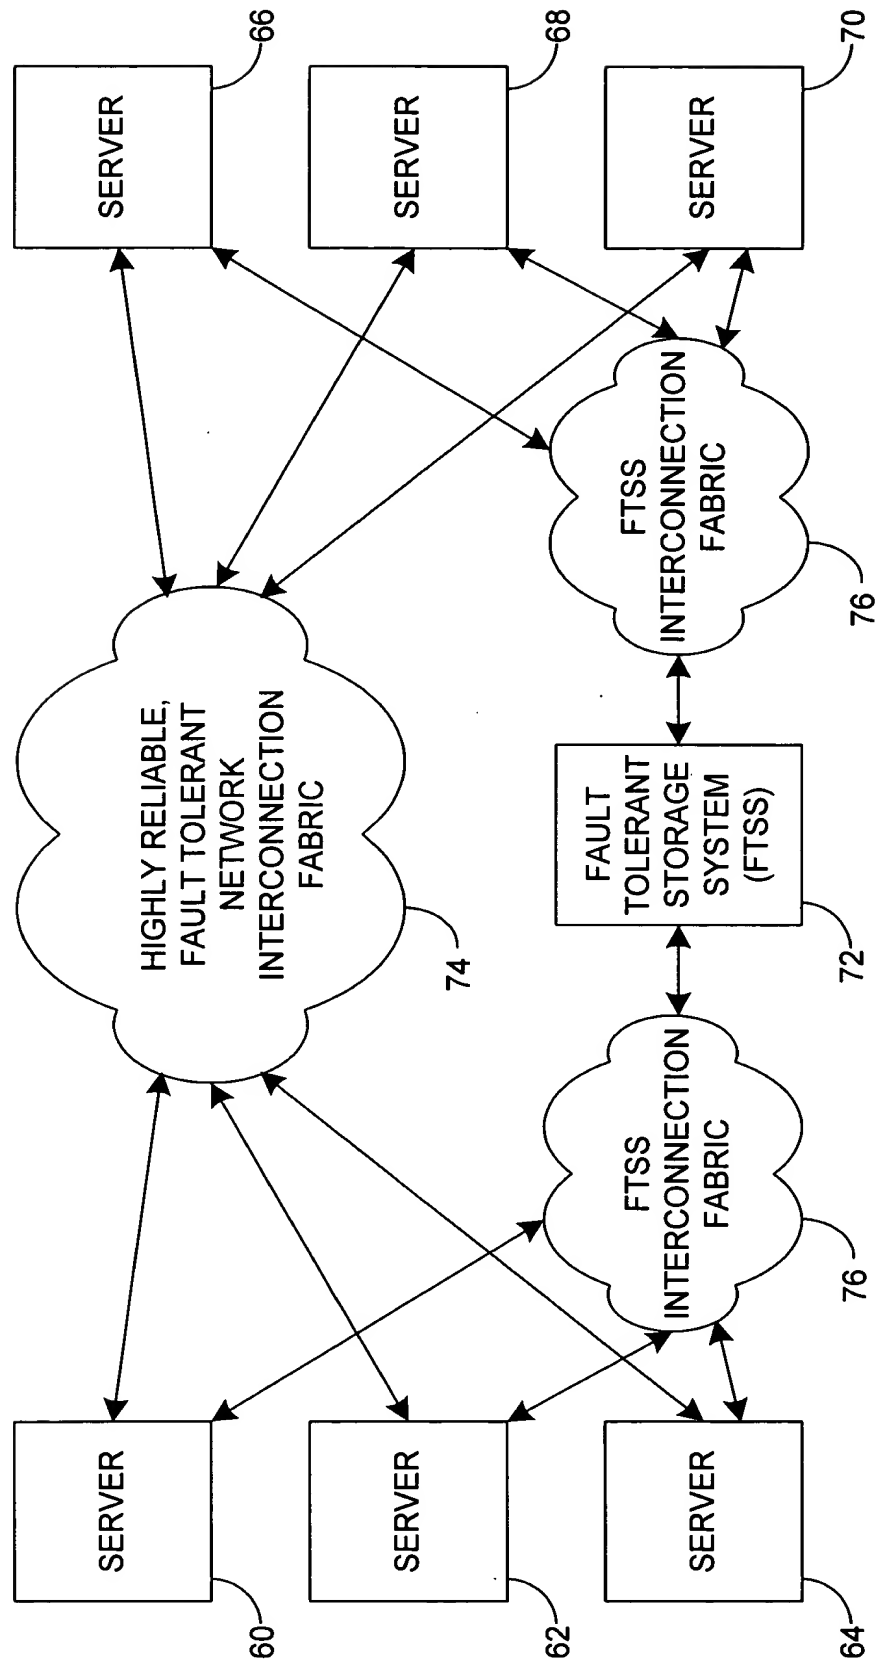 SERVER
60
SERVER
62
SERVER
64
HIGHLY RELIABLE,
FAULT TOLERANT
NETWORK
INTERCONNECTION
FABRIC
74
FTSS
INTERCONNECTION
FABRIC
76
FAULT
TOLERANT
STORAGE
SYSTEM
(FTSS)
72
FTSS
INTERCONNECTION
FABRIC
76
SERVER
66
SERVER
68
SERVER
70